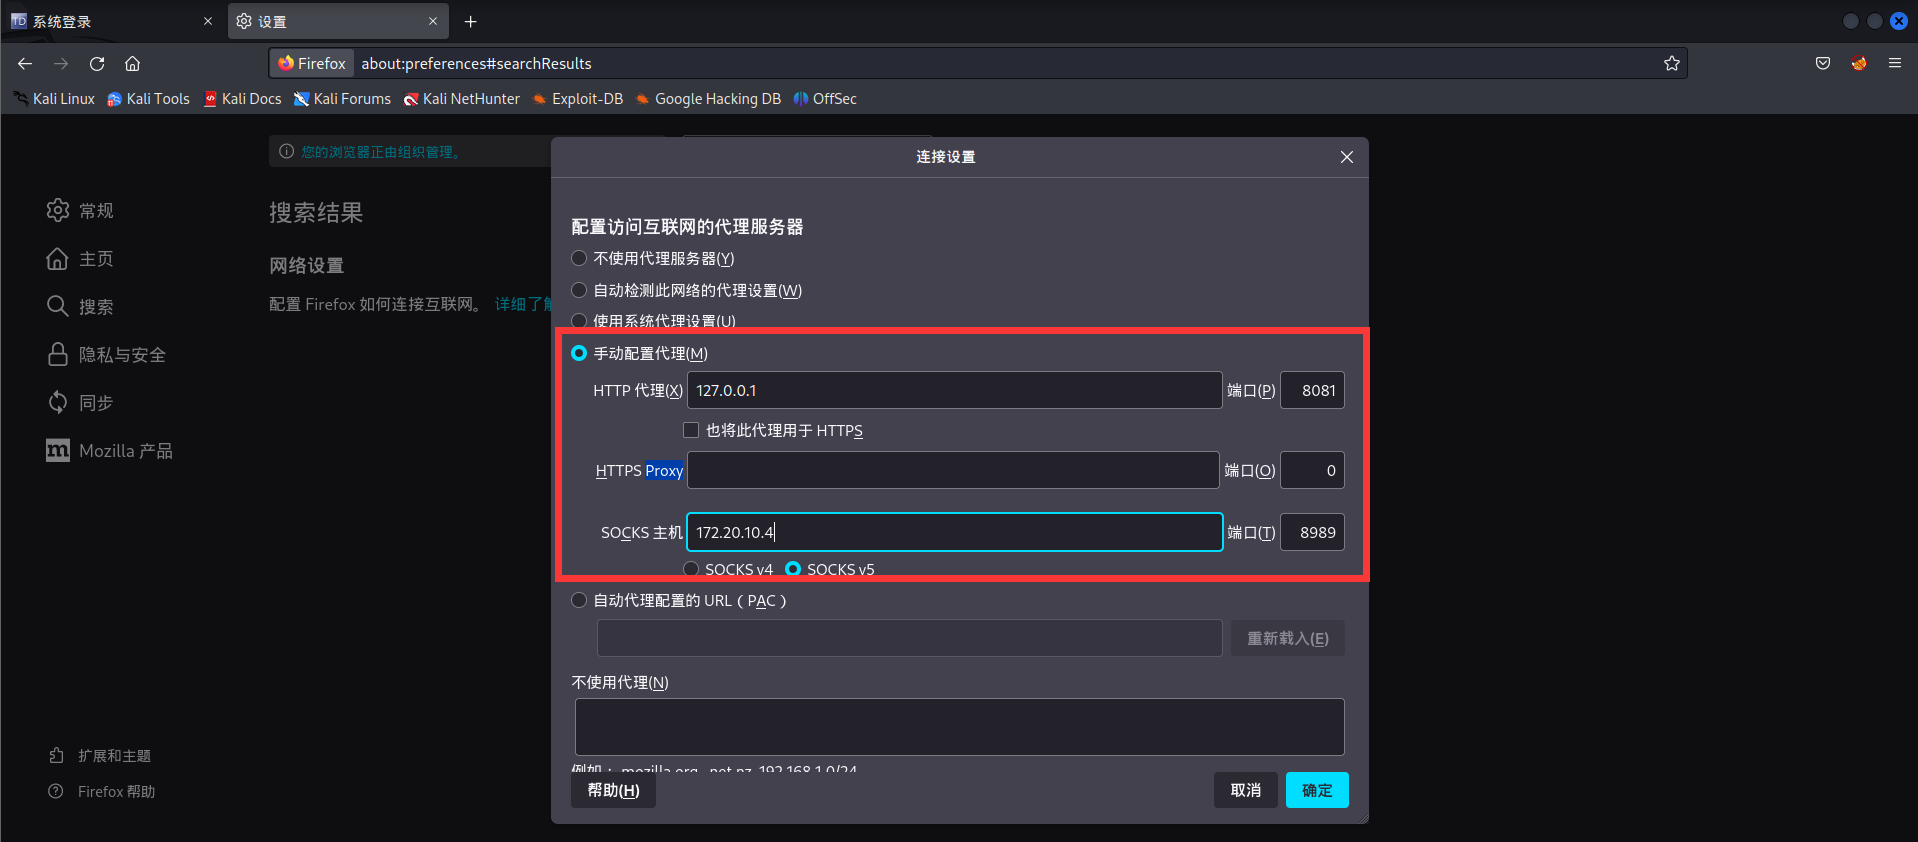 TD 系统登录
设置
Firefox about:preferences#searchResults
Kali Linux Kali Tools Kali Docs Kali Forums Kali NetHunter Exploit-DB Google Hacking DB OffSec
您的浏览器正由组织管理。
常规
主页
搜索
隐私与安全
同步
Mozilla 产品
扩展和主题
Firefox 帮助
搜索结果
网络设置
配置 Firefox 如何连接互联网。 详细了解
连接设置
配置访问互联网的代理服务器
不使用代理服务器(Y)
自动检测此网络的代理设置(W)
使用系统代理设置(U)
手动配置代理(M)
HTTP 代理(X) 127.0.0.1 端口(P) 8081
也将此代理用于 HTTPS
HTTPS Proxy 端口(O) 0
SOCKS 主机 172.20.10.4 端口(T) 8989
SOCKS v4 SOCKS v5
自动代理配置的 URL（PAC）
重新载入(E)
不使用代理(N)
例如：.mozilla.org, .net.nz, 192.168.1.0/24
帮助(H) 取消 确定